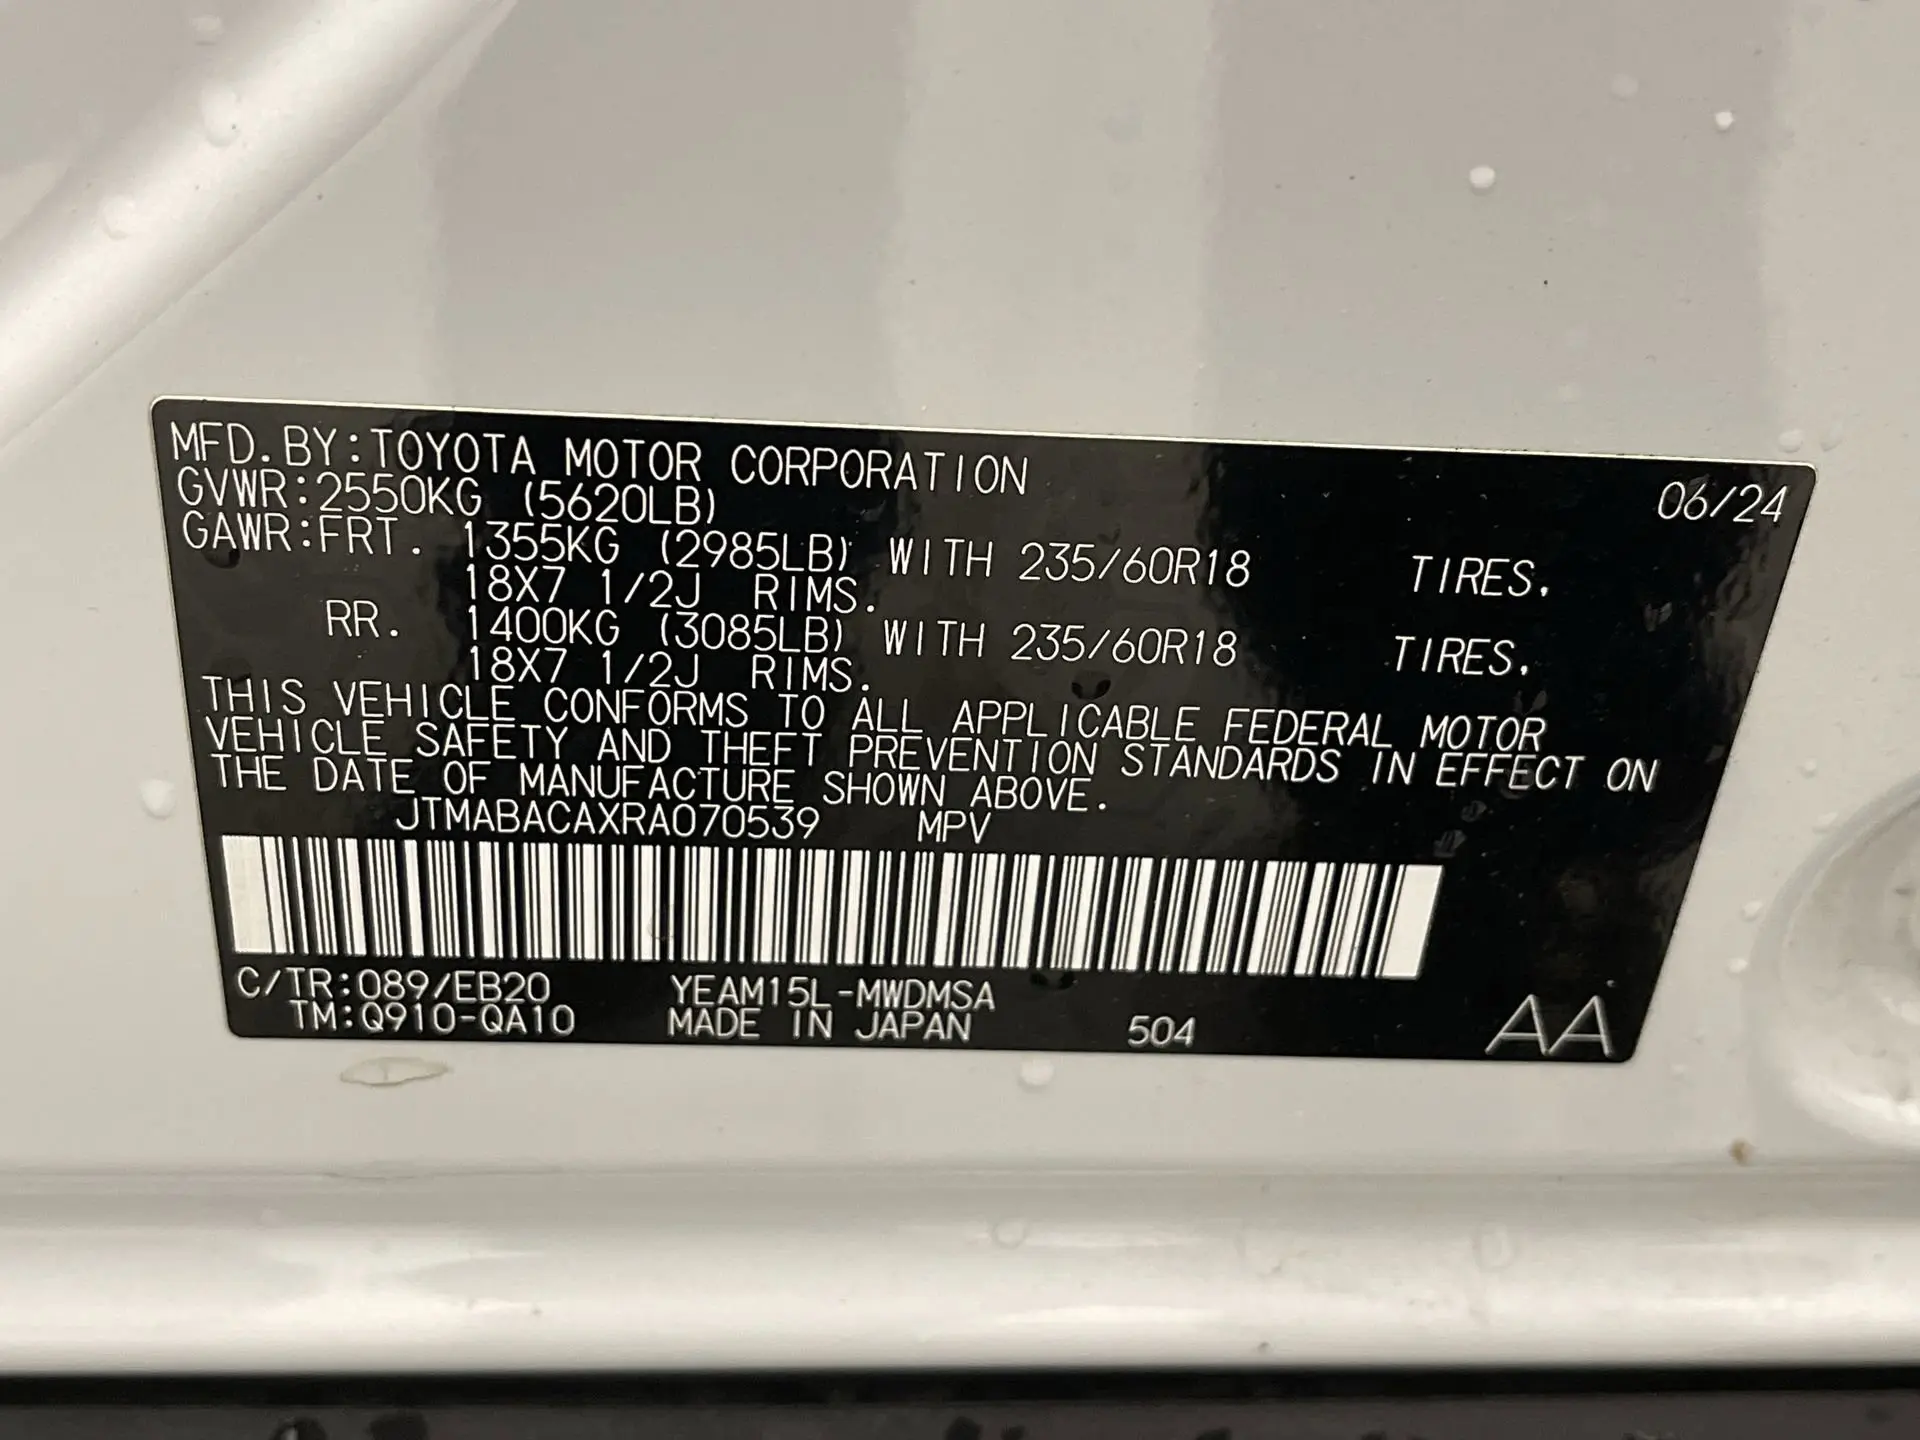 MFD.BY:TOYOTA MOTOR CORPORATION 06/24
GVWR:2550KG (5620LB)
GAWR:FRT. 1355KG (2985LB) WITH 235/60R18 TIRES,
18X7 1/2J RIMS.
RR. 1400KG (3085LB) WITH 235/60R18 TIRES,
18X7 1/2J RIMS.
THIS VEHICLE CONFORMS TO ALL APPLICABLE FEDERAL MOTOR
VEHICLE SAFETY AND THEFT PREVENTION STANDARDS IN EFFECT ON
THE DATE OF MANUFACTURE SHOWN ABOVE.
JTMABACAXRA070539 MPV
C/TR:089/EB20 YEAM15L-MWDMSA
TM:Q910-QA10 MADE IN JAPAN 504 AA